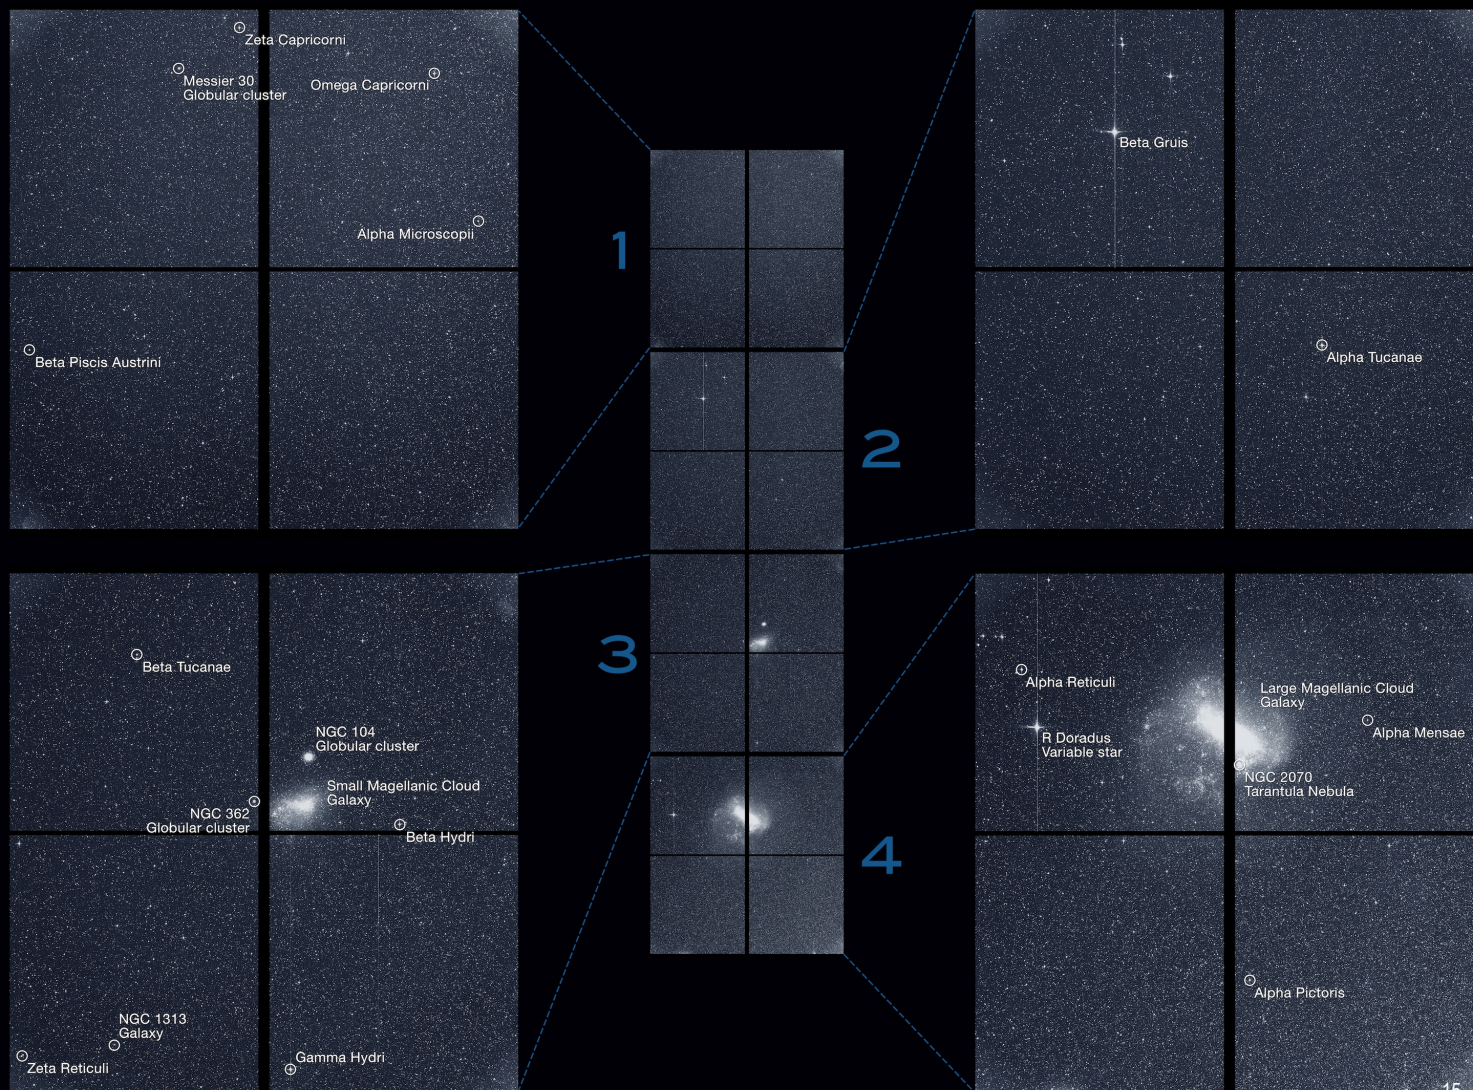 Zeta Capricorni
Messier 30
Globular cluster
Omega Capricorni
Alpha Microscopii
Beta Piscis Austrini
1
2
3
4
Beta Gruis
Alpha Tucanae
Beta Tucanae
NGC 104
Globular cluster
Small Magellanic Cloud
Galaxy
NGC 362
Globular cluster
Beta Hydri
NGC 1313
Galaxy
Zeta Reticuli
Gamma Hydri
Alpha Reticuli
R Doradus
Variable star
Large Magellanic Cloud
Galaxy
Alpha Mensae
NGC 2070
Tarantula Nebula
Alpha Pictoris
15